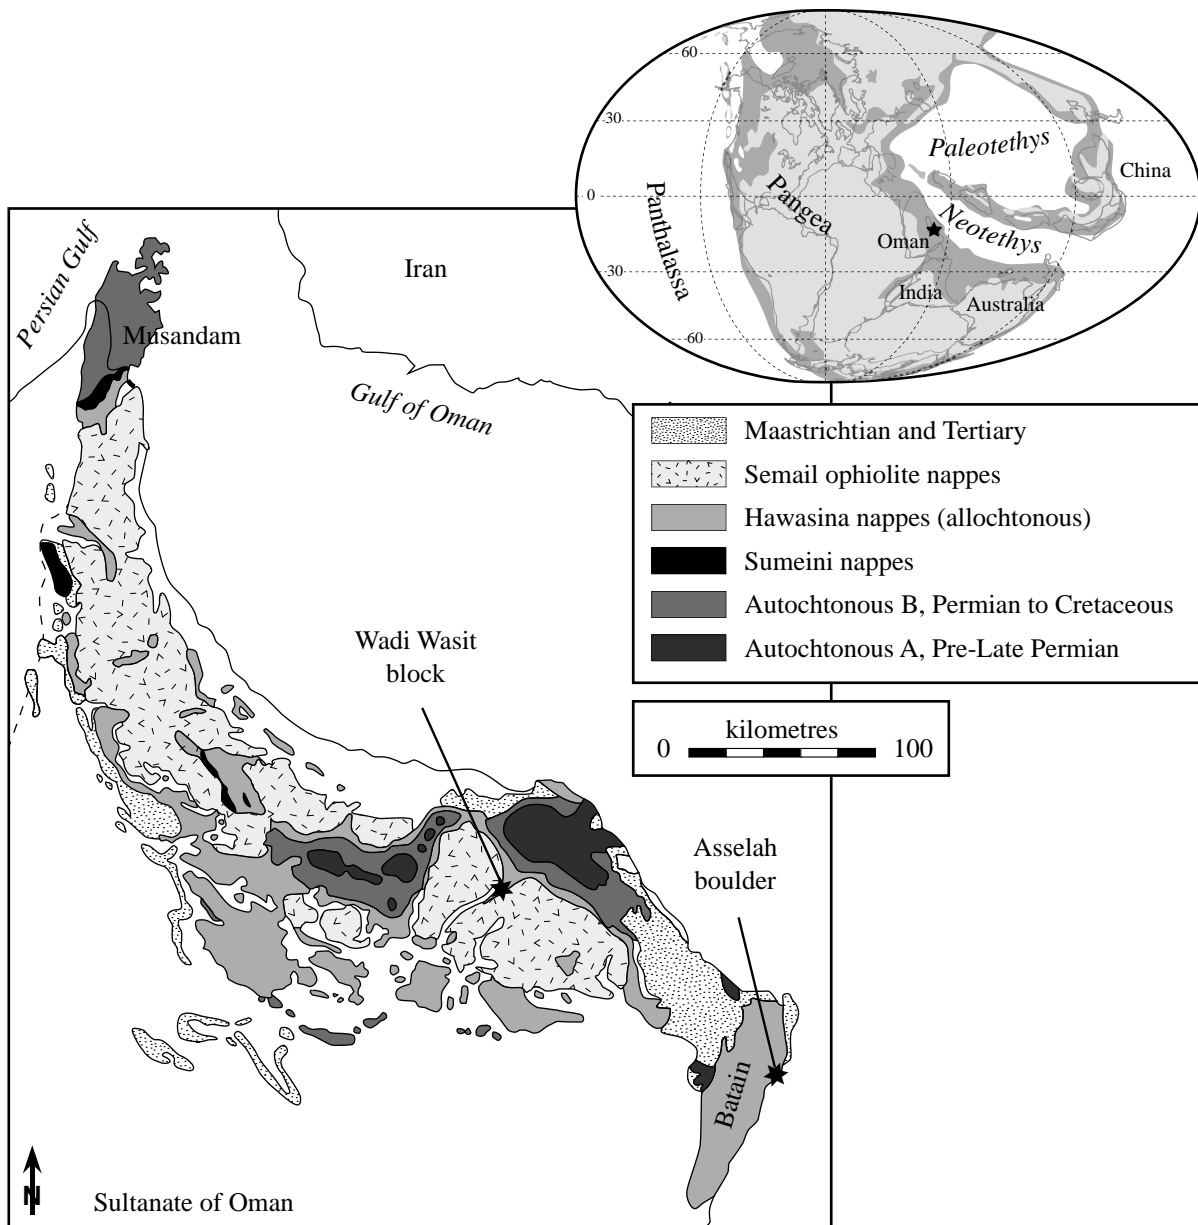 60
30
0
30
60
Paleotethys
China
Pangea
Panthalassa
Neotethys
Oman
India
Australia
Persian Gulf
Iran
Musandam
Gulf of Oman
Maastrichtian and Tertiary
Semail ophiolite nappes
Hawasina nappes (allochtonous)
Sumeini nappes
Autochtonous B, Permian to Cretaceous
Autochtonous A, Pre-Late Permian
Wadi Wasit
block
kilometres
0 100
Asselah
boulder
Batain
N
Sultanate of Oman